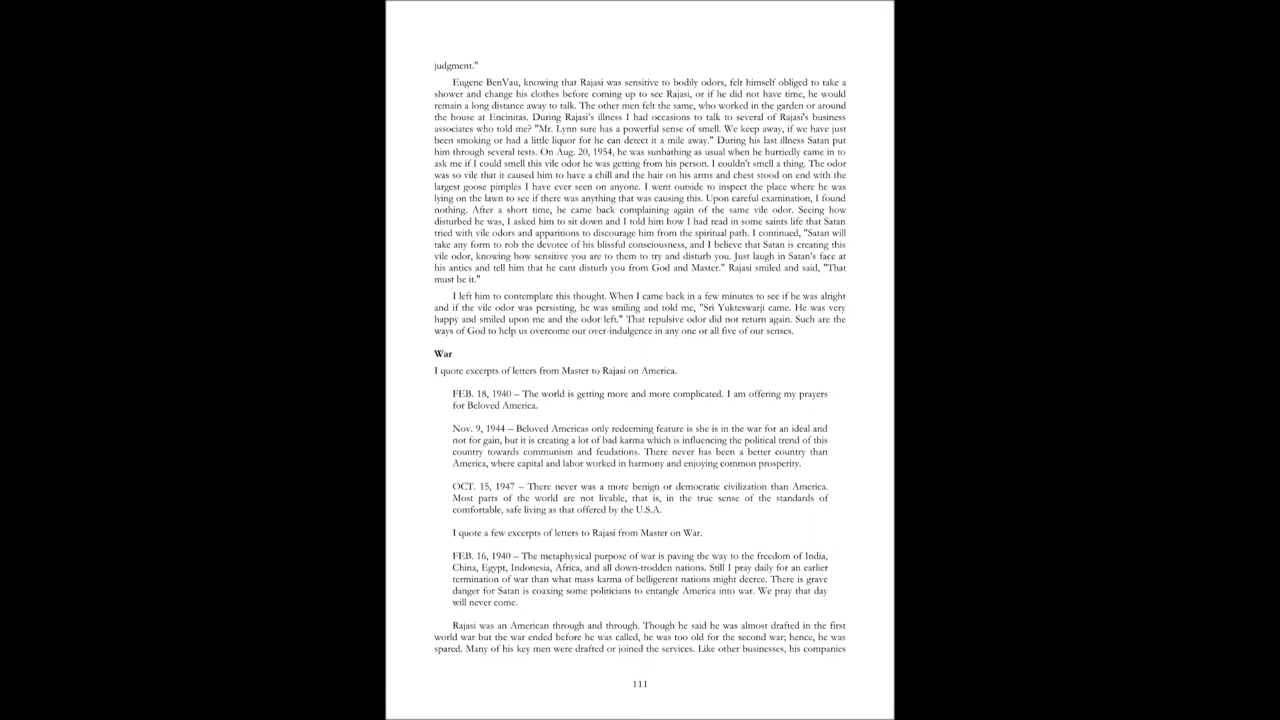 judgment."
Eugene BenVau, knowing that Rajasi was sensitive to bodily odors, felt himself obliged to take a
shower and change his clothes before coming up to see Rajasi, or if he did not have time, he would
remain a long distance away to talk. The other men felt the same, who worked in the garden or around
the house at Encinitas. During Rajasi's illness I had occasions to talk to several of Rajasi's business
associates who told me? "Mr. Lynn sure has a powerful sense of smell. We keep away, if we have just
been smoking or had a little liquor for he can detect it a mile away." During his last illness Satan put
him through several tests. On Aug. 20, 1954, he was sunbathing as usual when he hurriedly came in to
ask me if I could smell this vile odor he was getting from his person. I couldn't smell a thing. The odor
was so vile that it caused him to have a chill and the hair on his arms and chest stood on end with the
largest goose pimples I have ever seen on anyone. I went outside to inspect the place where he was
lying on the lawn to see if there was anything that was causing this. Upon careful examination, I found
nothing. After a short time, he came back complaining again of the same vile odor. Seeing how
disturbed he was, I asked him to sit down and I told him how I had read in some saints life that Satan
tried with vile odors and apparitions to discourage him from the spiritual path. I continued, "Satan will
take any form to rob the devotee of his blissful consciousness, and I believe that Satan is creating this
vile odor, knowing how sensitive you are to them to try and disturb you. Just laugh in Satan's face at
his antics and tell him that he cant disturb you from God and Master." Rajasi smiled and said, "That
must be it."
I left him to contemplate this thought. When I came back in a few minutes to see if he was alright
and if the vile odor was persisting, he was smiling and told me, "Sri Yukteswarji came. He was very
happy and smiled upon me and the odor left." That repulsive odor did not return again. Such are the
ways of God to help us overcome our over-indulgence in any one or all five of our senses.
War
I quote excerpts of letters from Master to Rajasi on America.
FEB. 18, 1940 – The world is getting more and more complicated. I am offering my prayers
for Beloved America.
Nov. 9, 1944 – Beloved Americas only redeeming feature is she is in the war for an ideal and
not for gain, but it is creating a lot of bad karma which is influencing the political trend of this
country towards communism and feudations. There never has been a better country than
America, where capital and labor worked in harmony and enjoying common prosperity.
OCT. 15, 1947 – There never was a more benign or democratic civilization than America.
Most parts of the world are not livable, that is, in the true sense of the standards of
comfortable, safe living as that offered by the U.S.A.
I quote a few excerpts of letters to Rajasi from Master on War.
FEB. 16, 1940 – The metaphysical purpose of war is paving the way to the freedom of India,
China, Egypt, Indonesia, Africa, and all down-trodden nations. Still I pray daily for an earlier
termination of war than what mass karma of belligerent nations might decree. There is grave
danger for Satan is coaxing some politicians to entangle America into war. We pray that day
will never come.
Rajasi was an American through and through. Though he said he was almost drafted in the first
world war but the war ended before he was called, he was too old for the second war; hence, he was
spared. Many of his key men were drafted or joined the services. Like other businesses, his companies
111